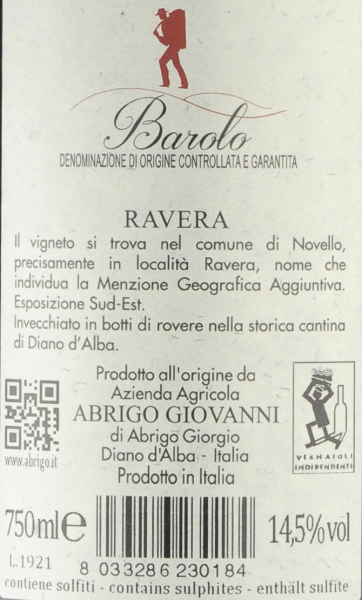 Barolo
DENOMINAZIONE DI ORIGINE CONTROLLATA E GARANTITA
RAVERA
Il vigneto si trova nel comune di Novello,
precisamente in località Ravera, nome che
individua la Menzione Geografica Aggiuntiva.
Esposizione Sud-Est.
Invecchiato in botti di rovere nella storica cantina
di Diano d'Alba.
Prodotto all'origine da
Azienda Agricola
ABRIGO GIOVANNI
di Abrigo Giorgio
Diano d'Alba - Italia
Prodotto in Italia
www.abrigo.it
VIGNAIOLI
INDIPENDENTI
750ml e
14,5% vol
L.1921
8 033286 230184
contiene solfiti - contains sulphites - enthält sulfite